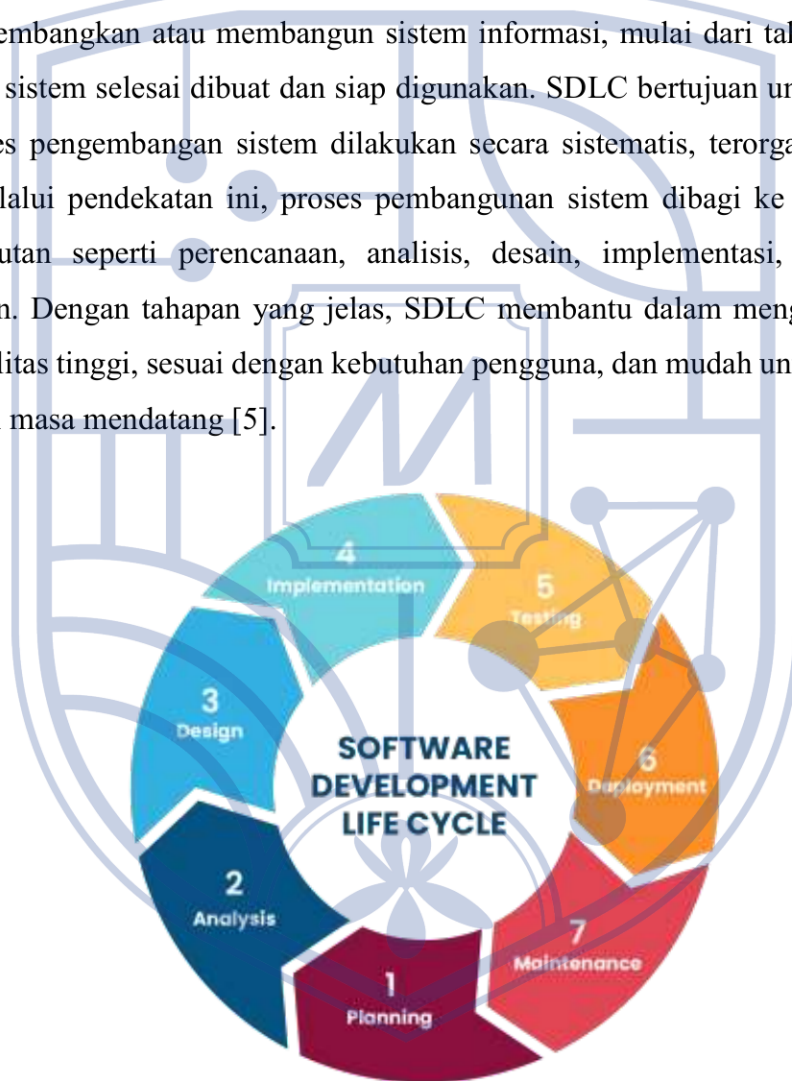 embangkan atau membangun sistem informasi, mulai dari tal
sistem selesai dibuat dan siap digunakan. SDLC bertujuan un
es pengembangan sistem dilakukan secara sistematis, terorga
lalui pendekatan ini, proses pembangunan sistem dibagi ke
utan seperti perencanaan, analisis, desain, implementasi,
n. Dengan tahapan yang jelas, SDLC membantu dalam meng
litas tinggi, sesuai dengan kebutuhan pengguna, dan mudah un
masa mendatang [5].
4
Implementation
5
Testing
3
Design
6
Deployment
SOFTWARE
DEVELOPMENT
LIFE CYCLE
2
Analysis
7
Maintenance
1
Planning